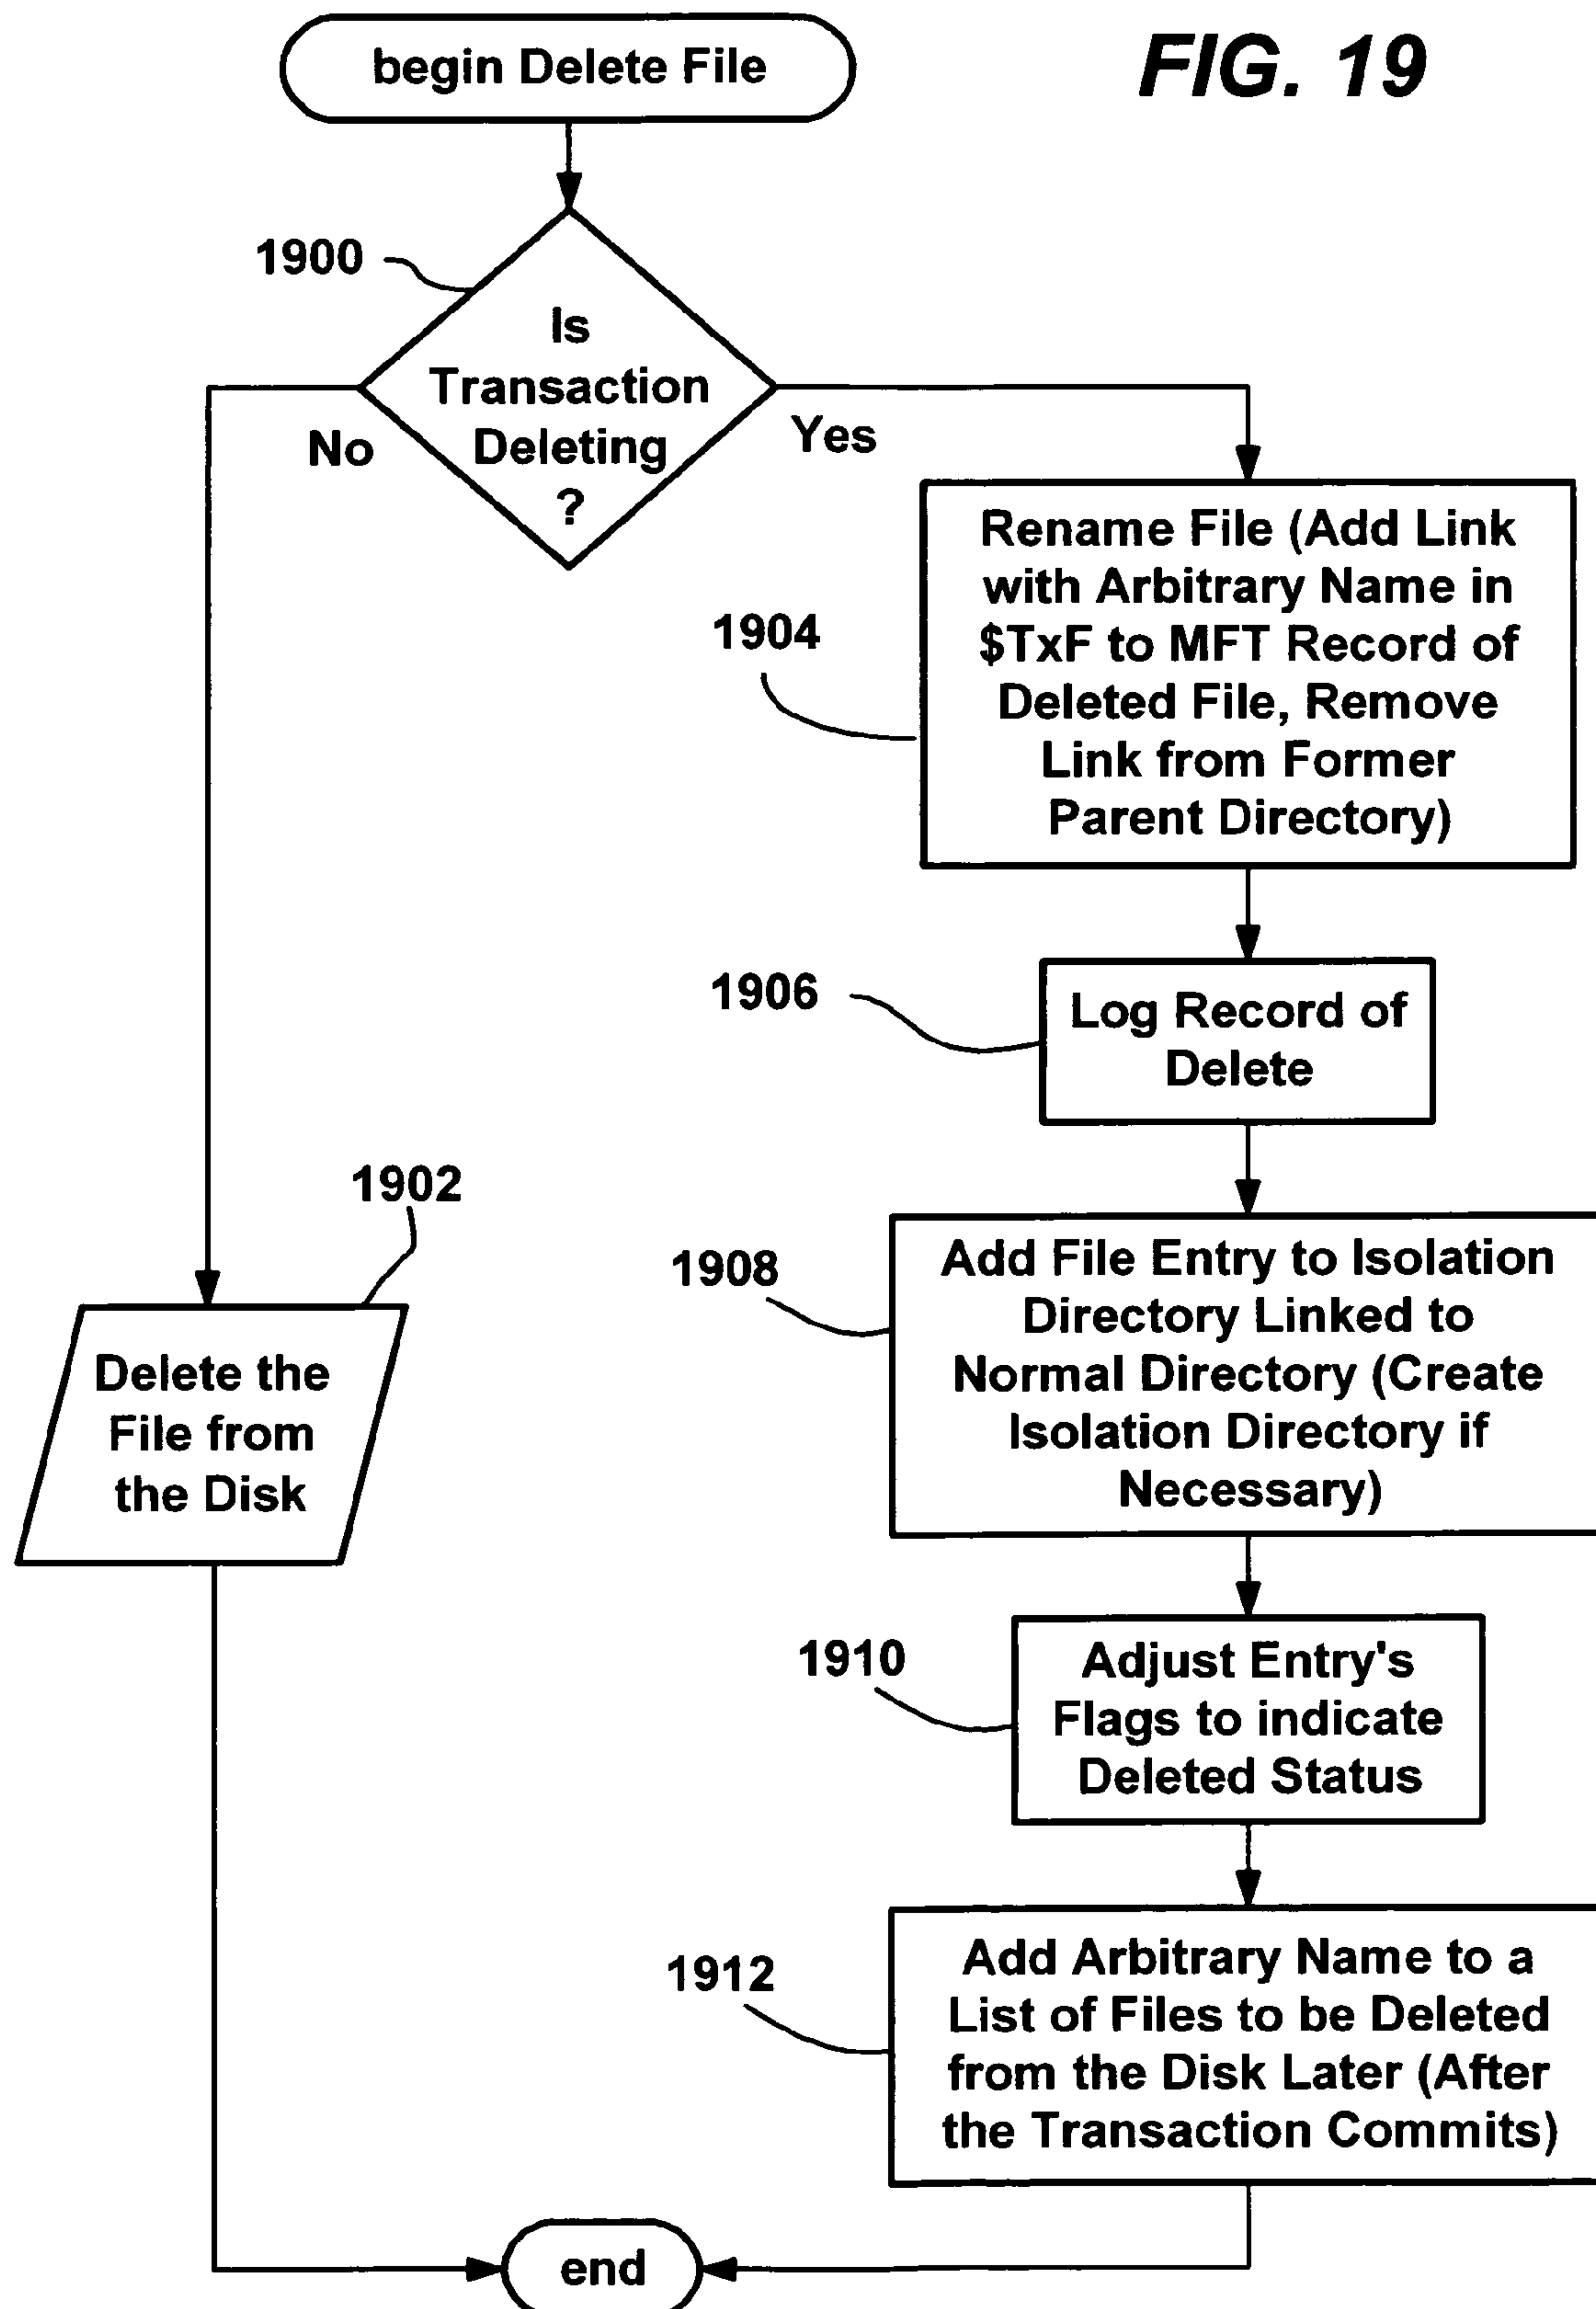 begin Delete File
FIG. 19
1900
Is
Transaction
Deleting
?
No
Yes
Rename File (Add Link
with Arbitrary Name in
$TxF to MFT Record of
Deleted File, Remove
Link from Former
Parent Directory)
1904
1906
Log Record of
Delete
1902
Delete the
File from
the Disk
1908
Add File Entry to Isolation
Directory Linked to
Normal Directory (Create
Isolation Directory if
Necessary)
1910
Adjust Entry's
Flags to indicate
Deleted Status
1912
Add Arbitrary Name to a
List of Files to be Deleted
from the Disk Later (After
the Transaction Commits)
end